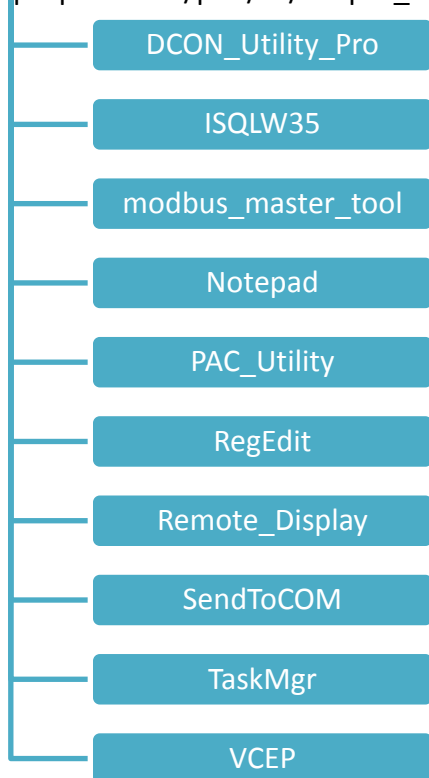 DCON_Utility_Pro
ISQLW35
modbus_master_tool
Notepad
PAC_Utility
RegEdit
Remote_Display
SendToCOM
TaskMgr
VCEP